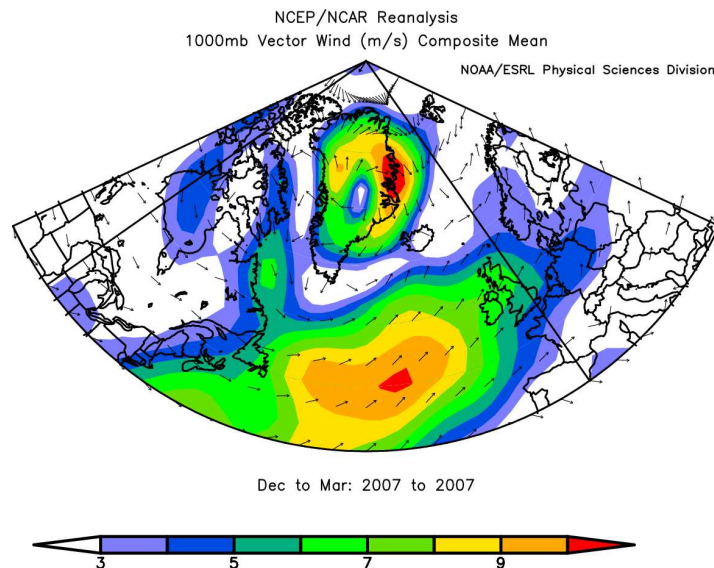 NCEP/NCAR Reanalysis
1000mb Vector Wind (m/s) Composite Mean
NOAA/ESRL Physical Sciences Division
Dec to Mar: 2007 to 2007
3 5 7 9